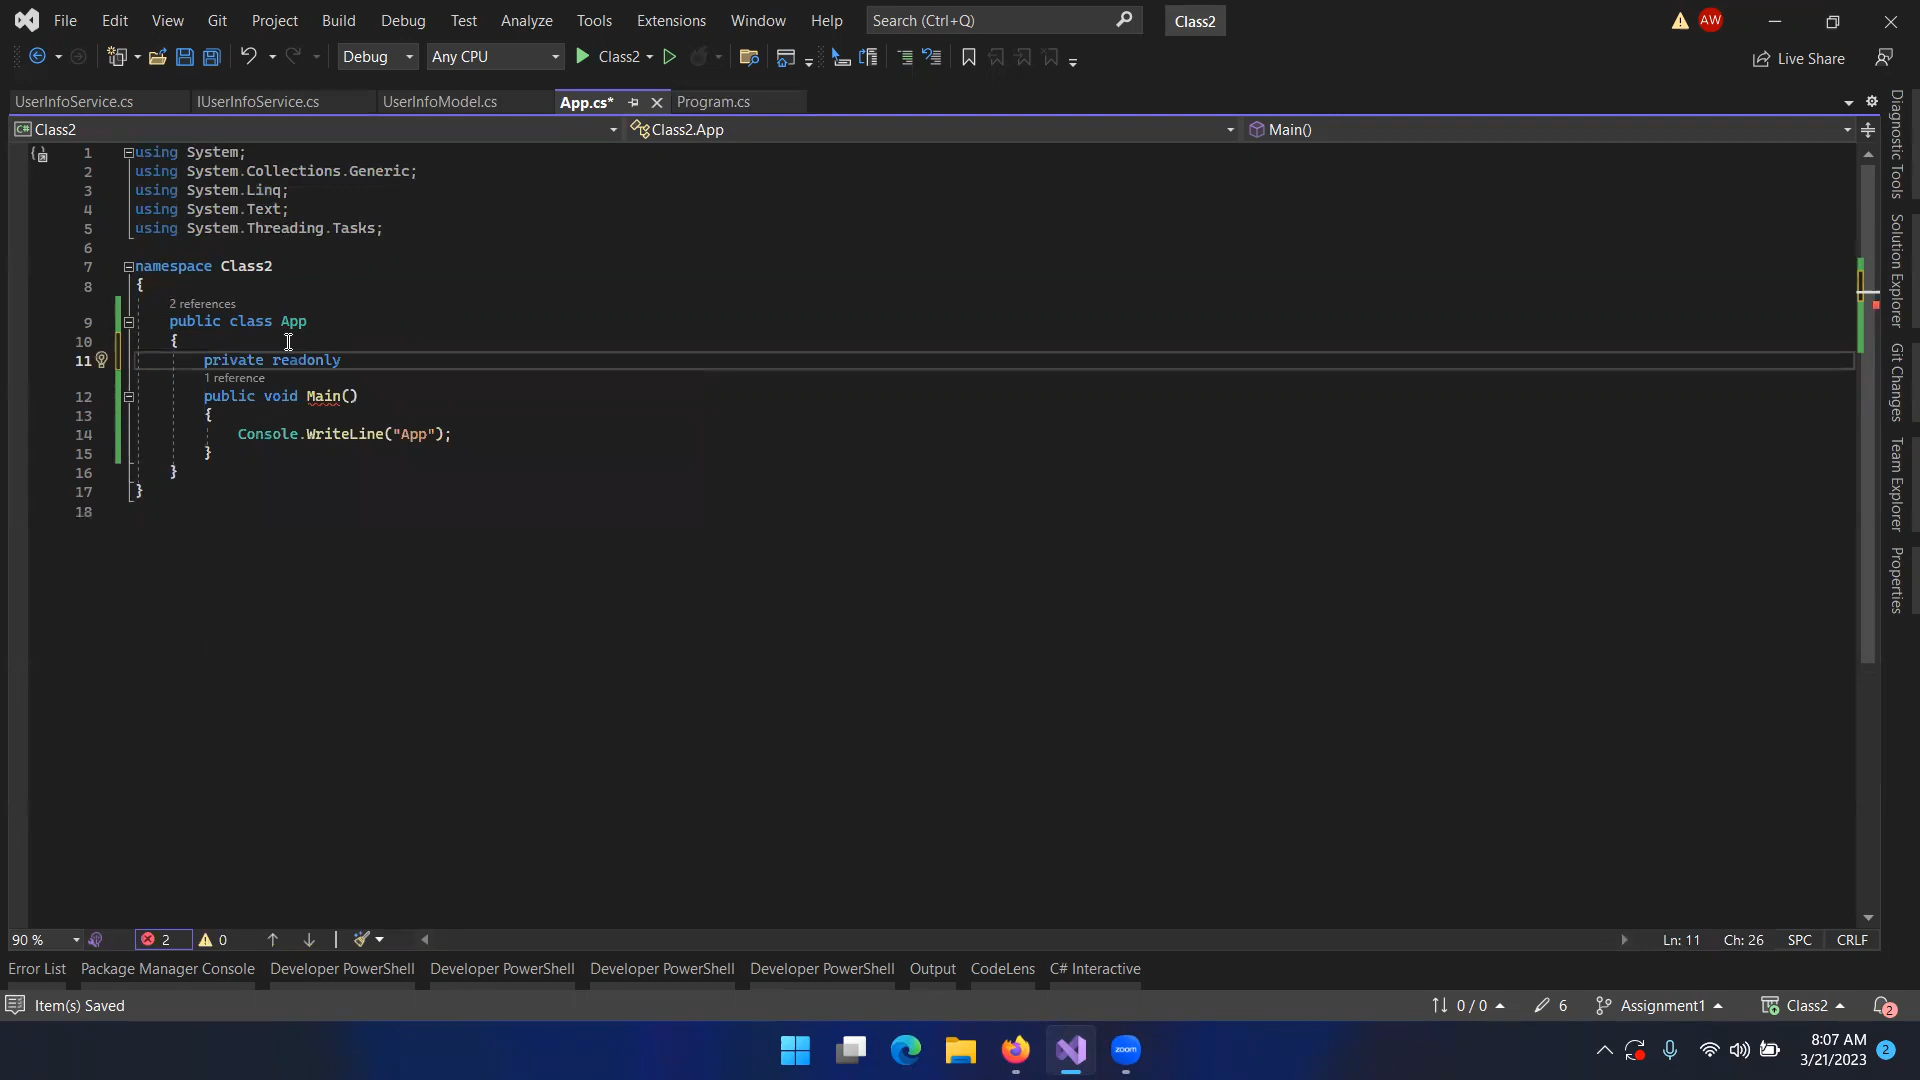 File Edit View Git Project Build Debug Test Analyze Tools Extensions Window Help Search (Ctrl+Q) Class2 AW
Debug Any CPU Class2 Live Share
UserInfoService.cs IUserInfoService.cs UserInfoModel.cs App.cs* Program.cs
C# Class2 Class2.App Main()
1 using System;
2 using System.Collections.Generic;
3 using System.Linq;
4 using System.Text;
5 using System.Threading.Tasks;
6
7 namespace Class2
8 {
2 references
9 public class App
10 {
11 private readonly
1 reference
12 public void Main()
13 {
14 Console.WriteLine("App");
15 }
16 }
17 }
18
Diagnostic Tools
Solution Explorer
Git Changes
Team Explorer
Properties
90 % 2 0 Ln: 11 Ch: 26 SPC CRLF
Error List Package Manager Console Developer PowerShell Developer PowerShell Developer PowerShell Developer PowerShell Output CodeLens C# Interactive
Item(s) Saved 0 / 0 6 Assignment1 Class2 2
zoom 8:07 AM
3/21/2023 2